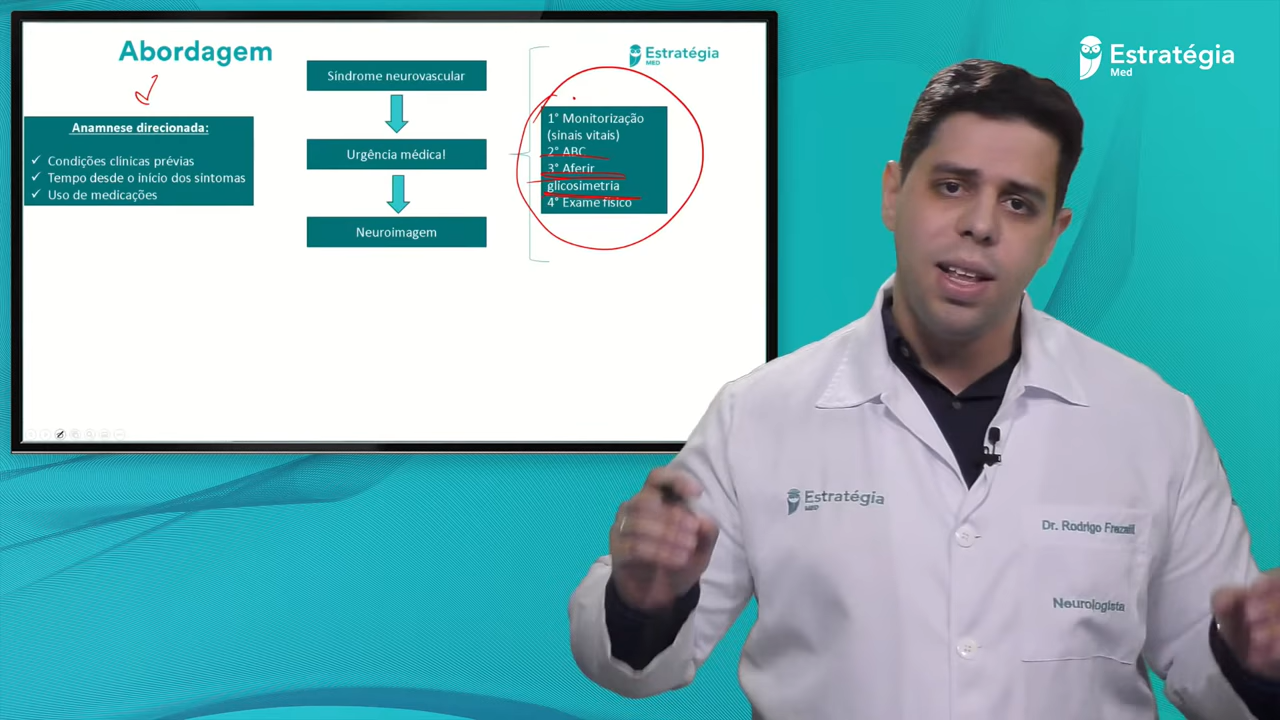 Abordagem
Estratégia
MED
Síndrome neurovascular
Anamnese direcionada:
✓ Condições clínicas prévias
✓ Tempo desde o início dos sintomas
✓ Uso de medicações
Urgência médica!
Neuroimagem
1° Monitorização
(sinais vitais)
2° ABC
3° Aferir
glicosimetria
4° Exame físico
Estratégia
Med
Estratégia
MED
Dr. Rodrigo Frezatti
Neurologista